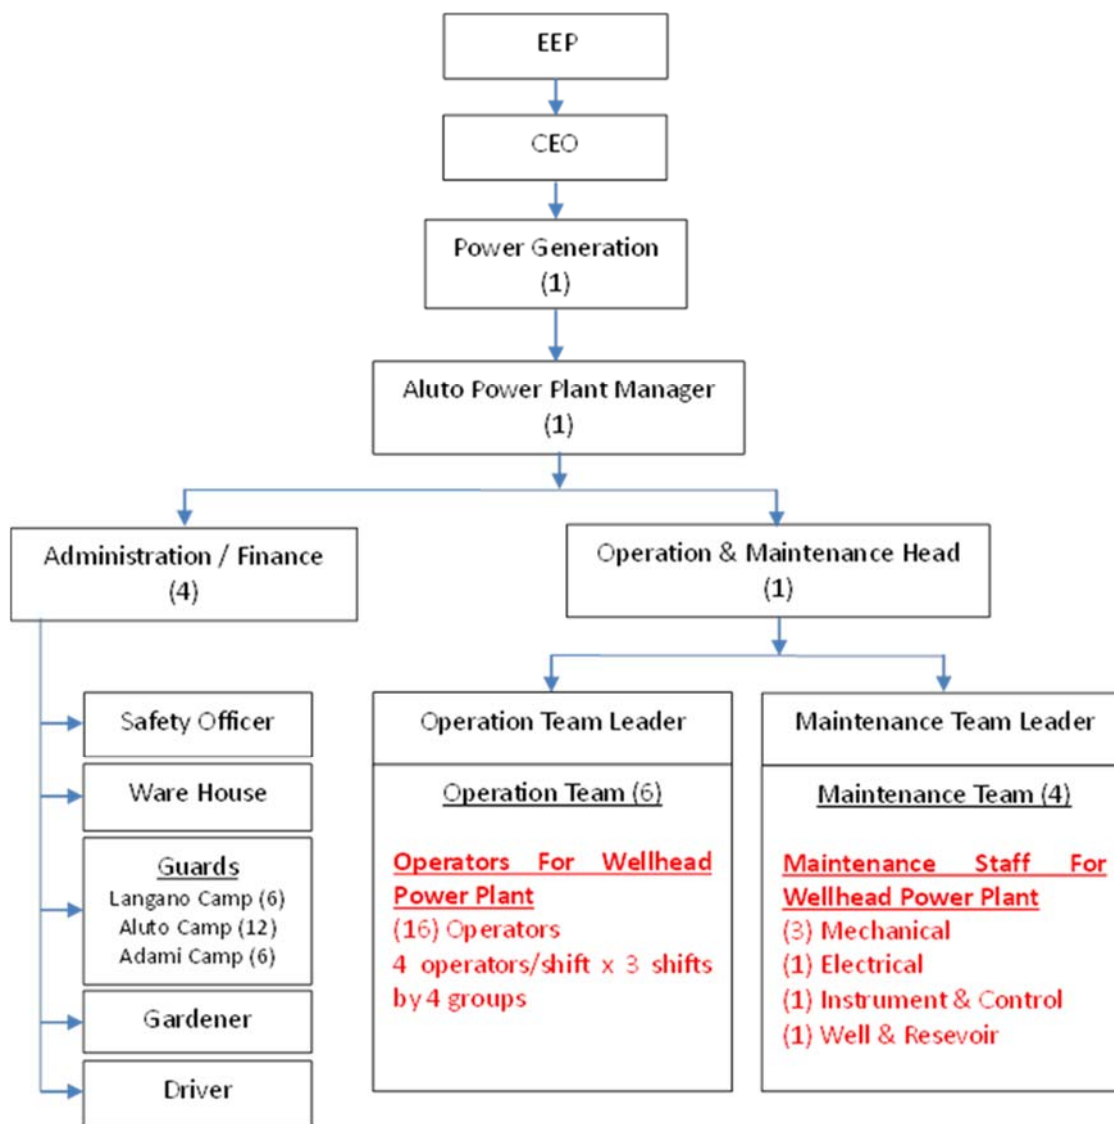 EEP
CEO
Power Generation
(1)
Aluto Power Plant Manager
(1)
Administration / Finance
(4)
Operation & Maintenance Head
(1)
Safety Officer
Ware House
Guards
Langano Camp (6)
Aluto Camp (12)
Adami Camp (6)
Gardener
Driver
Operation Team Leader
Operation Team (6)
Operators For Wellhead
Power Plant
(16) Operators
4 operators/shift x 3 shifts
by 4 groups
Maintenance Team Leader
Maintenance Team (4)
Maintenance Staff For
Wellhead Power Plant
(3) Mechanical
(1) Electrical
(1) Instrument & Control
(1) Well & Resevoir